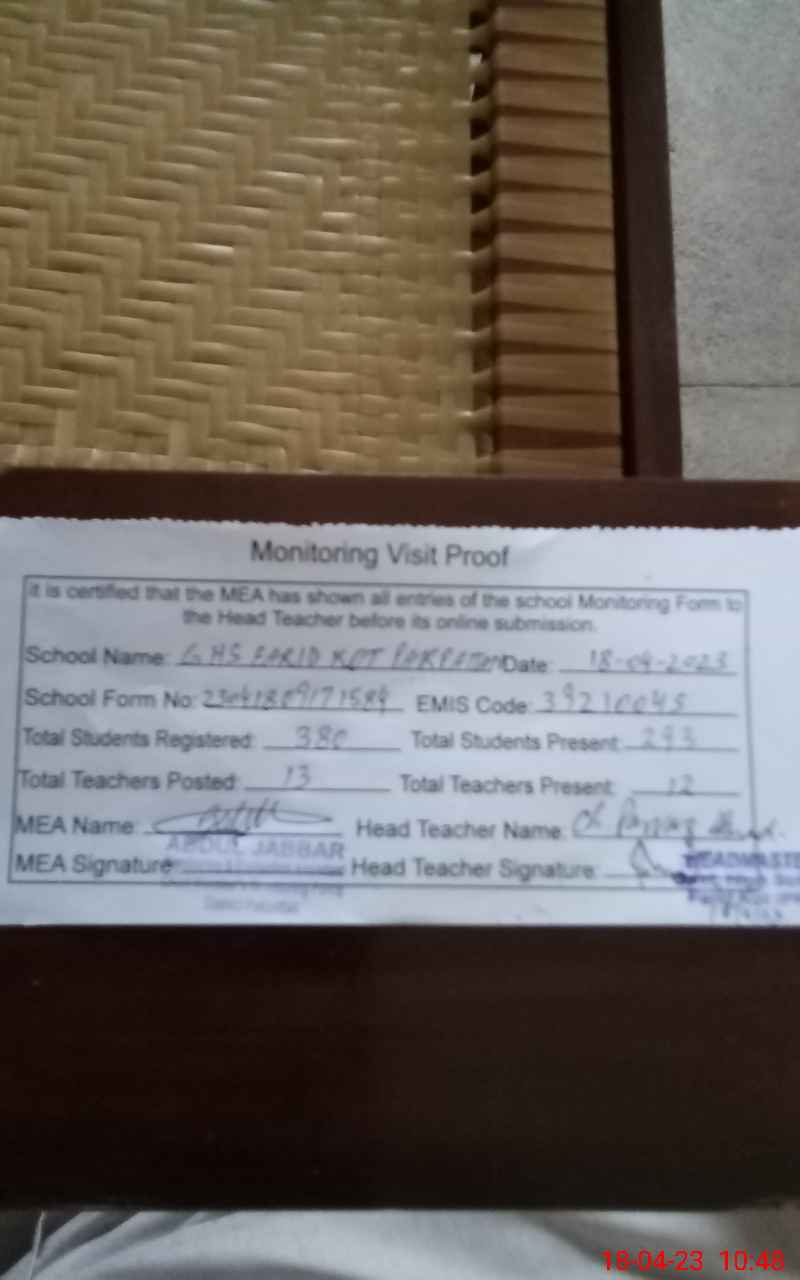 Monitoring Visit Proof
it is certified that the MEA has shown all entries of the school Monitoring Form to
the Head Teacher before its online submission.
School Name: GHS FARID KOT PAKPATTAN Date: 18-04-2023
School Form No: EMIS Code: 39210045
Total Students Registered: 380 Total Students Present: 293
Total Teachers Posted: 13 Total Teachers Present: 12
MEA Name: Head Teacher Name:
ABDUL JABBAR
MEA Signature: Head Teacher Signature:
HEADMASTE
18-04-23 10:48